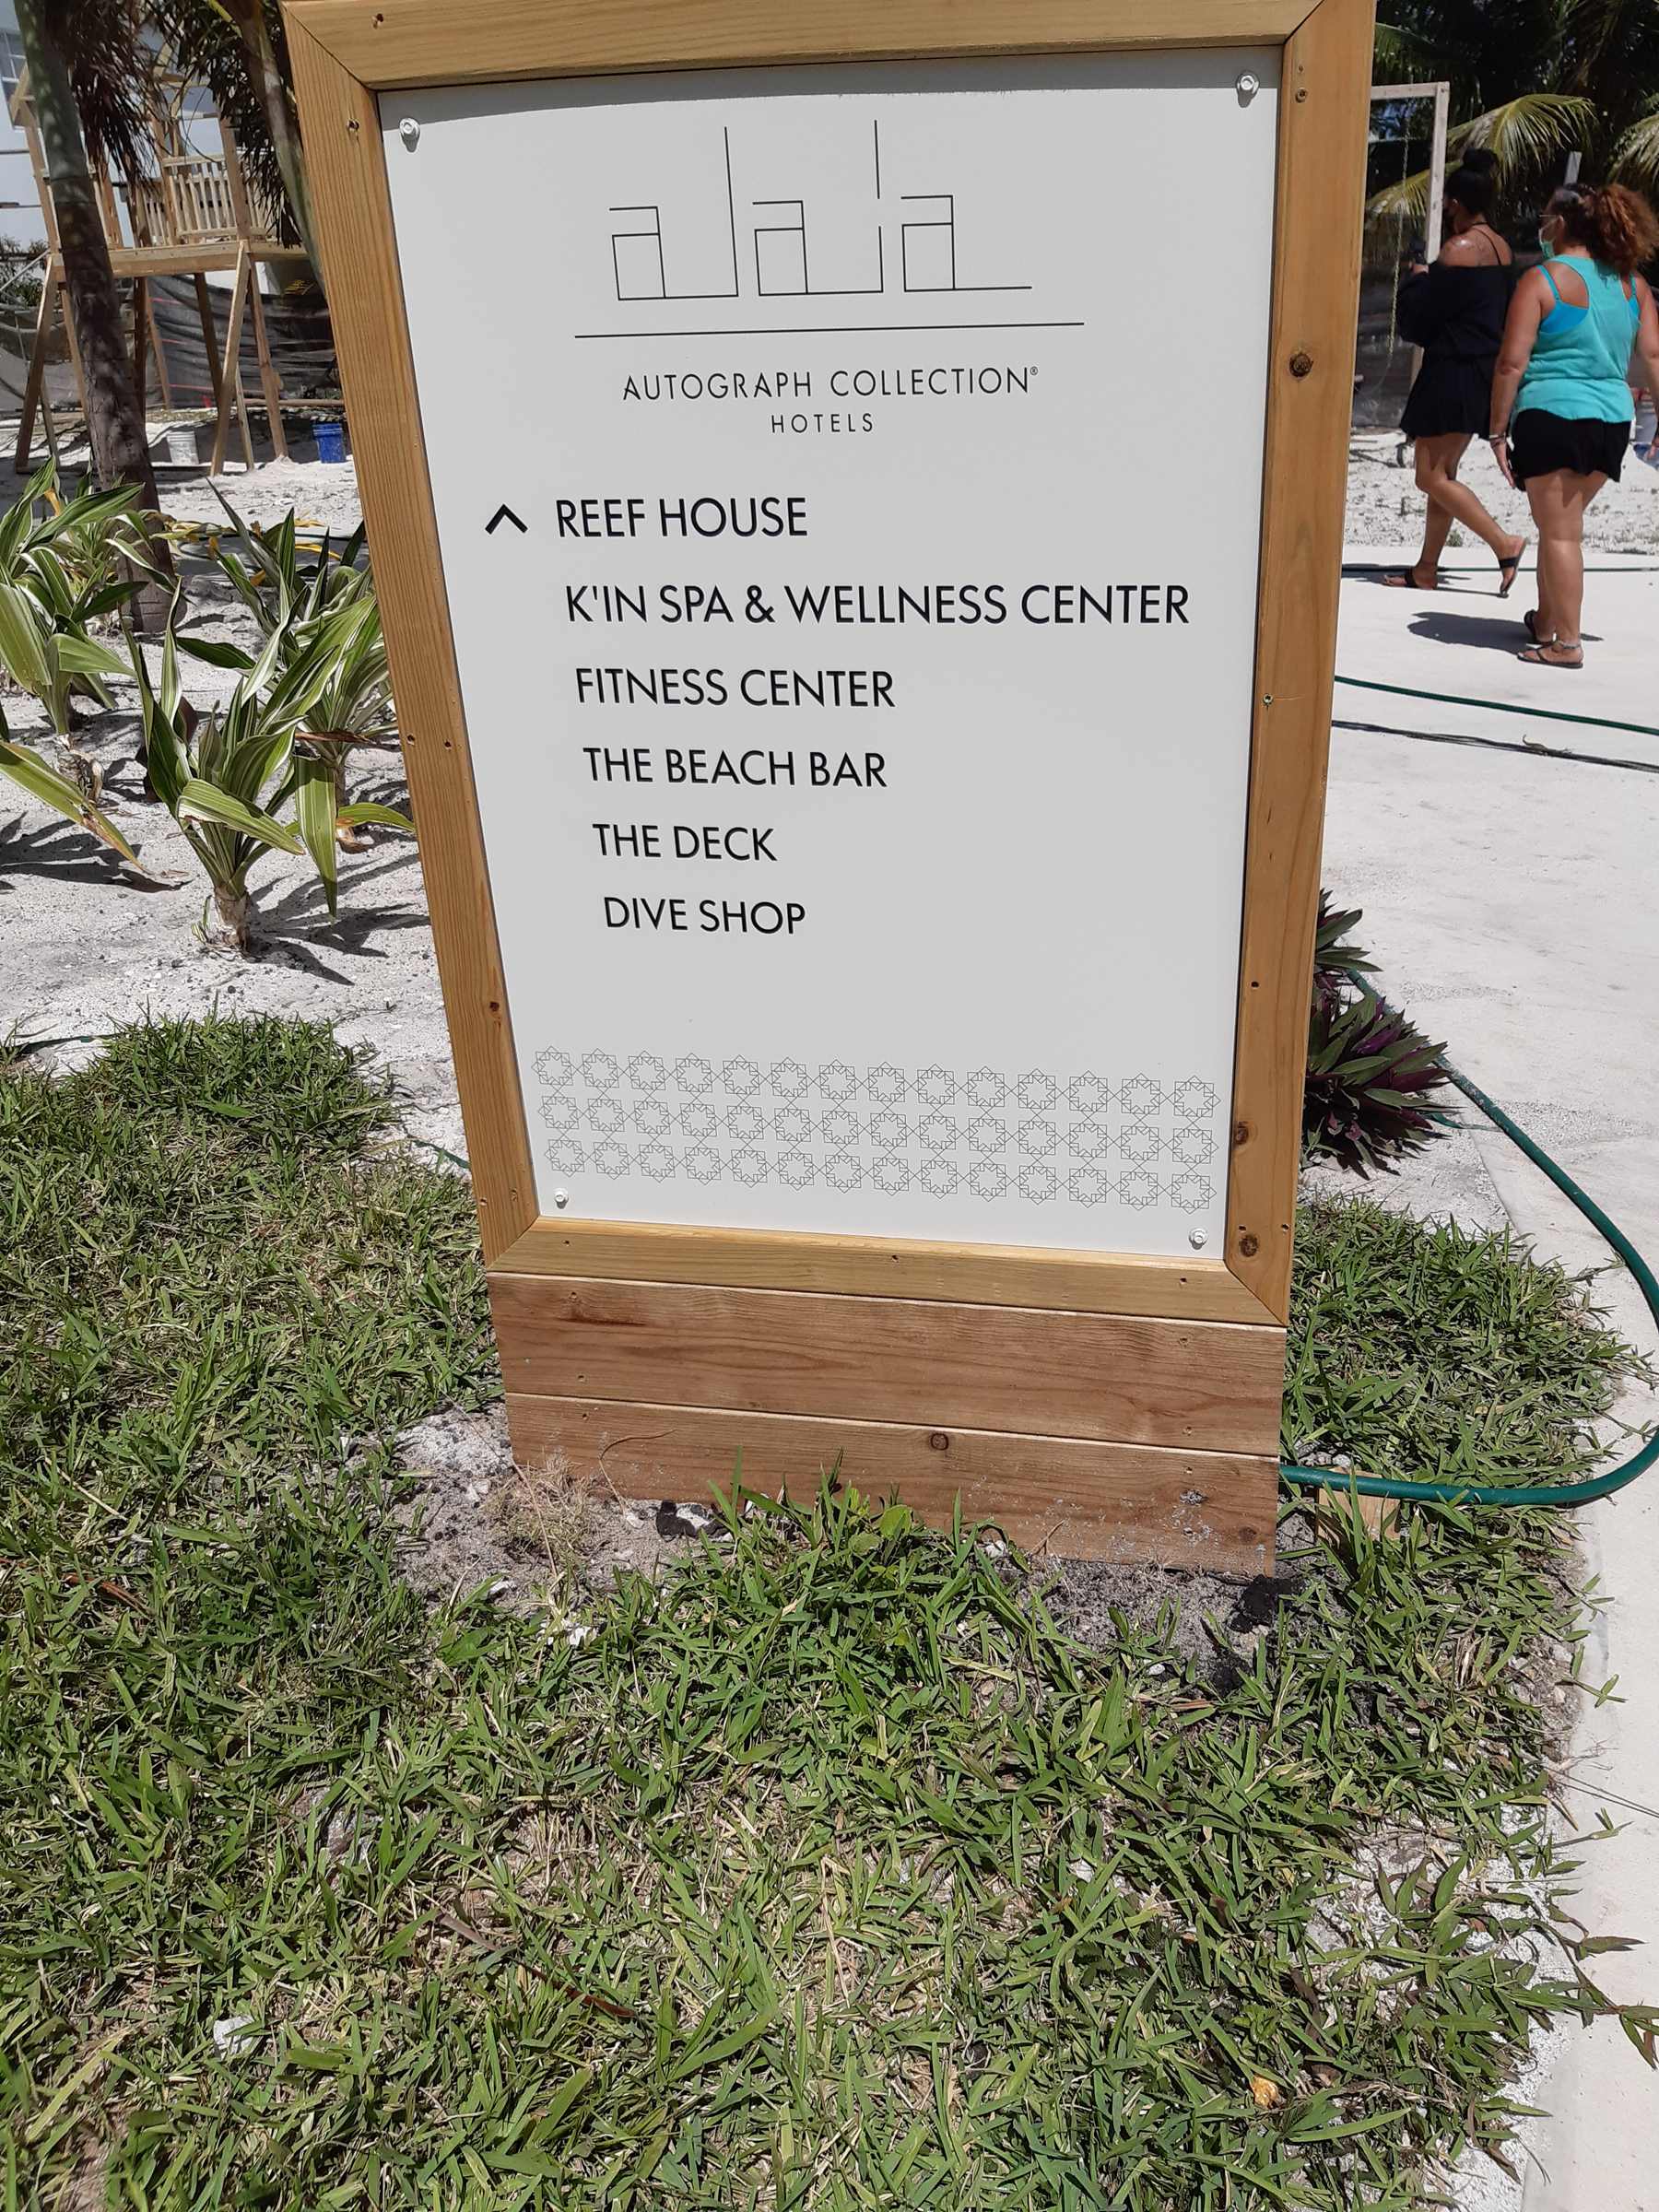 alaia
AUTOGRAPH COLLECTION®
HOTELS
REEF HOUSE
K'IN SPA & WELLNESS CENTER
FITNESS CENTER
THE BEACH BAR
THE DECK
DIVE SHOP